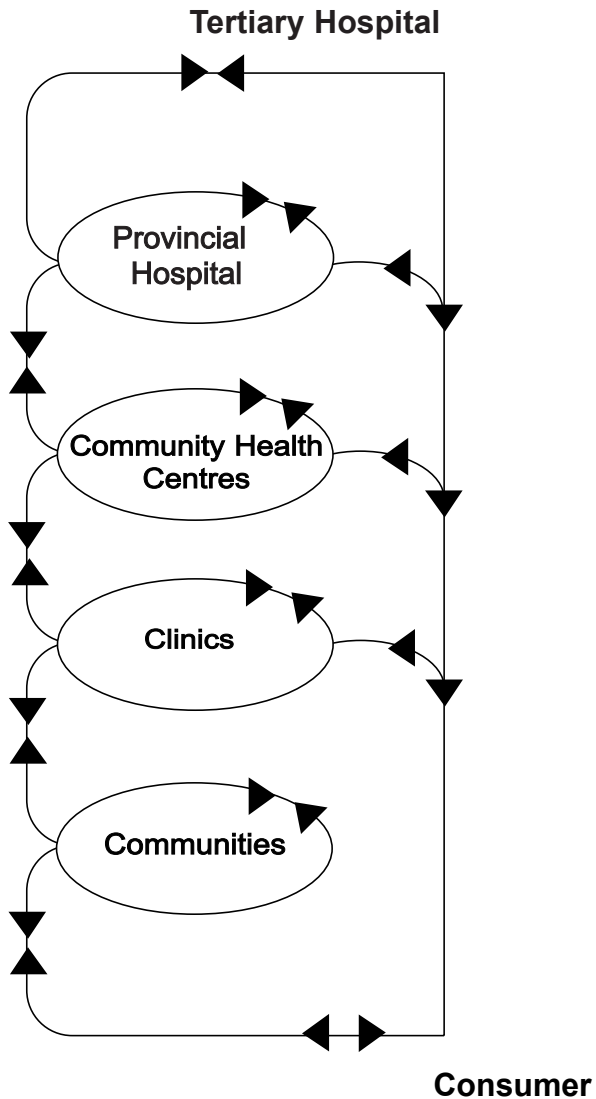 Tertiary Hospital
Provincial
Hospital
Community Health
Centres
Clinics
Communities
Consumer